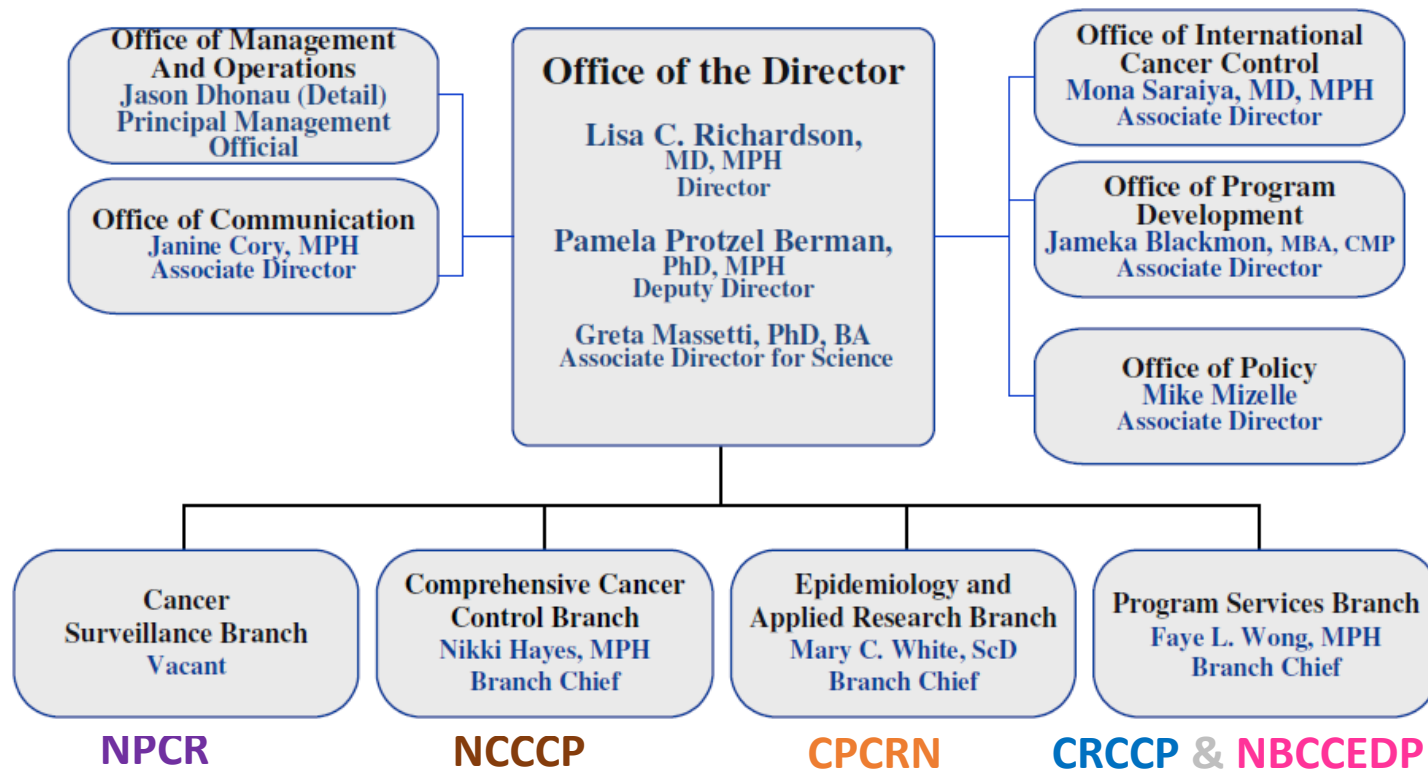 Office of Management
And Operations
Jason Dhonau (Detail)
Principal Management
Official
Office of Communication
Janine Cory, MPH
Associate Director
Office of the Director
Lisa C. Richardson,
MD, MPH
Director
Pamela Protzel Berman,
PhD, MPH
Deputy Director
Greta Massetti, PhD, BA
Associate Director for Science
Office of International
Cancer Control
Mona Saraiya, MD, MPH
Associate Director
Office of Program
Development
Jameka Blackmon, MBA, CMP
Associate Director
Office of Policy
Mike Mizelle
Associate Director
Cancer
Surveillance Branch
Vacant
Comprehensive Cancer
Control Branch
Nikki Hayes, MPH
Branch Chief
Epidemiology and
Applied Research Branch
Mary C. White, ScD
Branch Chief
Program Services Branch
Faye L. Wong, MPH
Branch Chief
NPCR
NCCCP
CPCRN
CRCCP & NBCCEDP